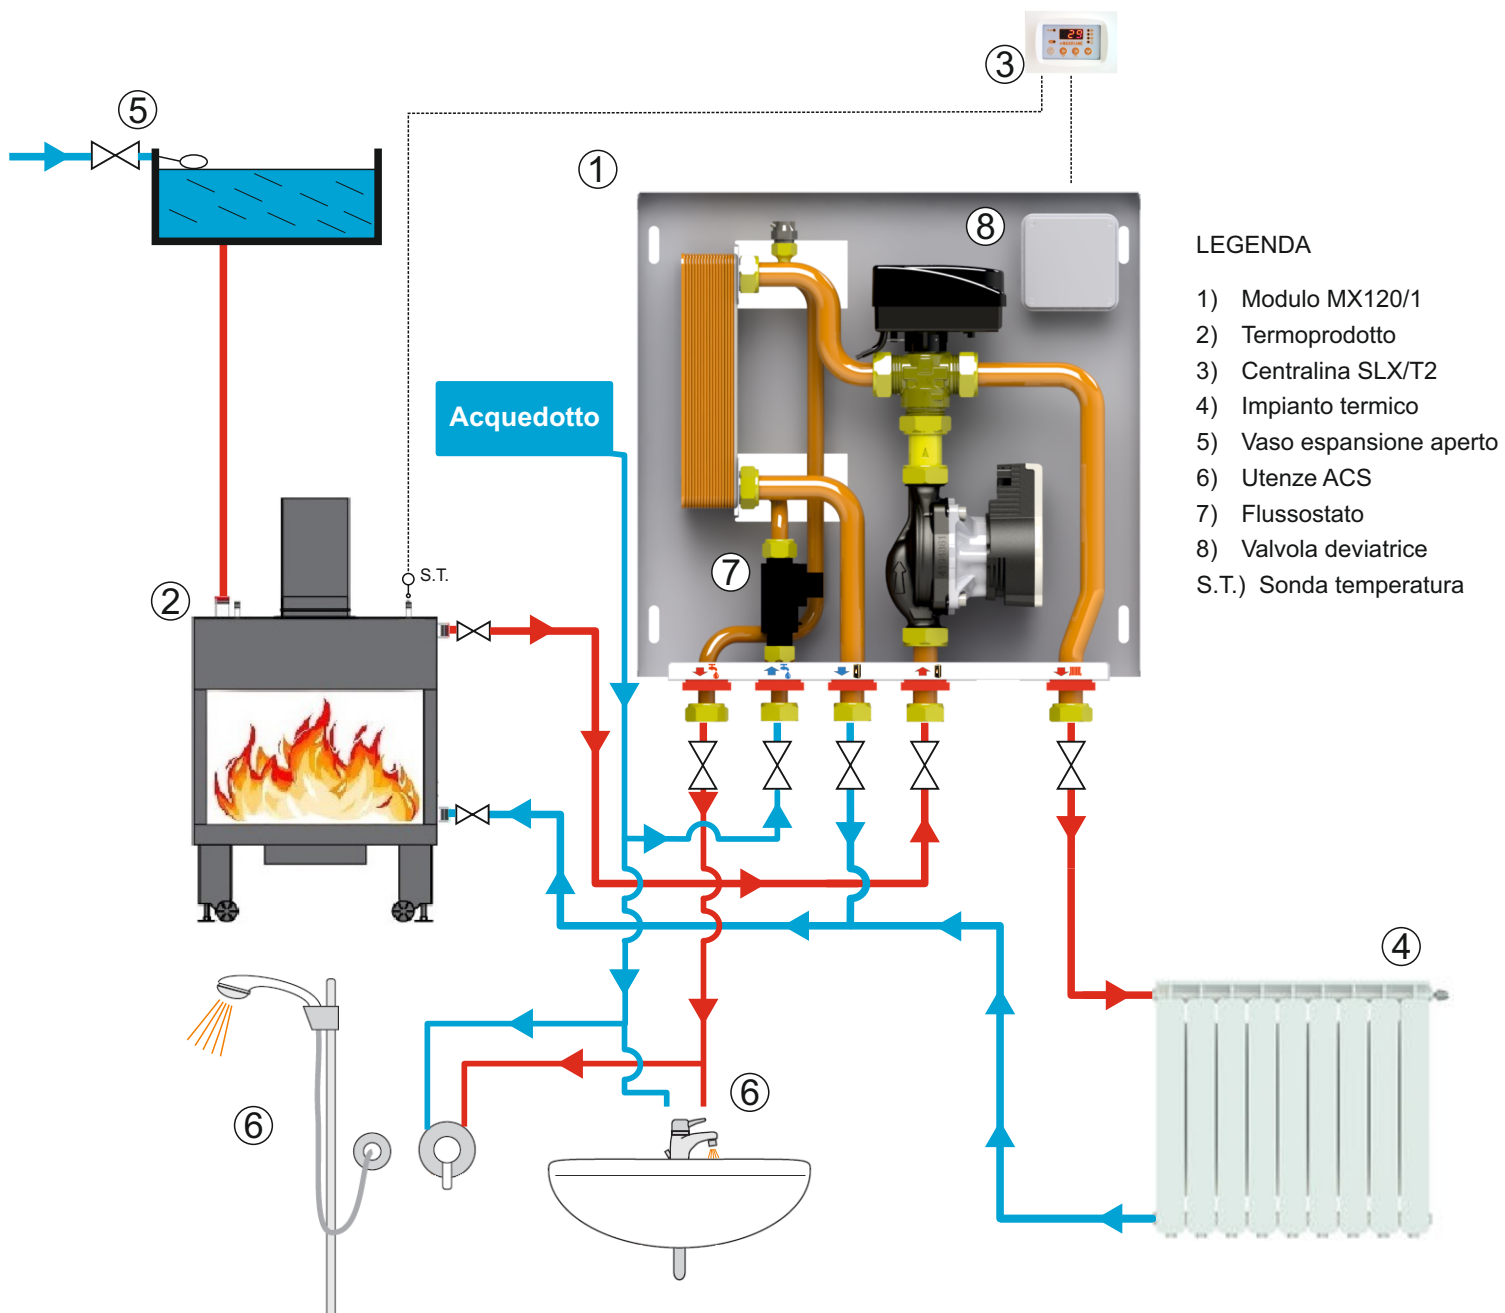 3
29
5
1
8
LEGENDA
1) Modulo MX120/1
2) Termoprodotto
3) Centralina SLX/T2
4) Impianto termico
5) Vaso espansione aperto
6) Utenze ACS
7) Flussostato
8) Valvola deviatrice
S.T.) Sonda temperatura
Acquedotto
7
S.T.
2
4
6
6